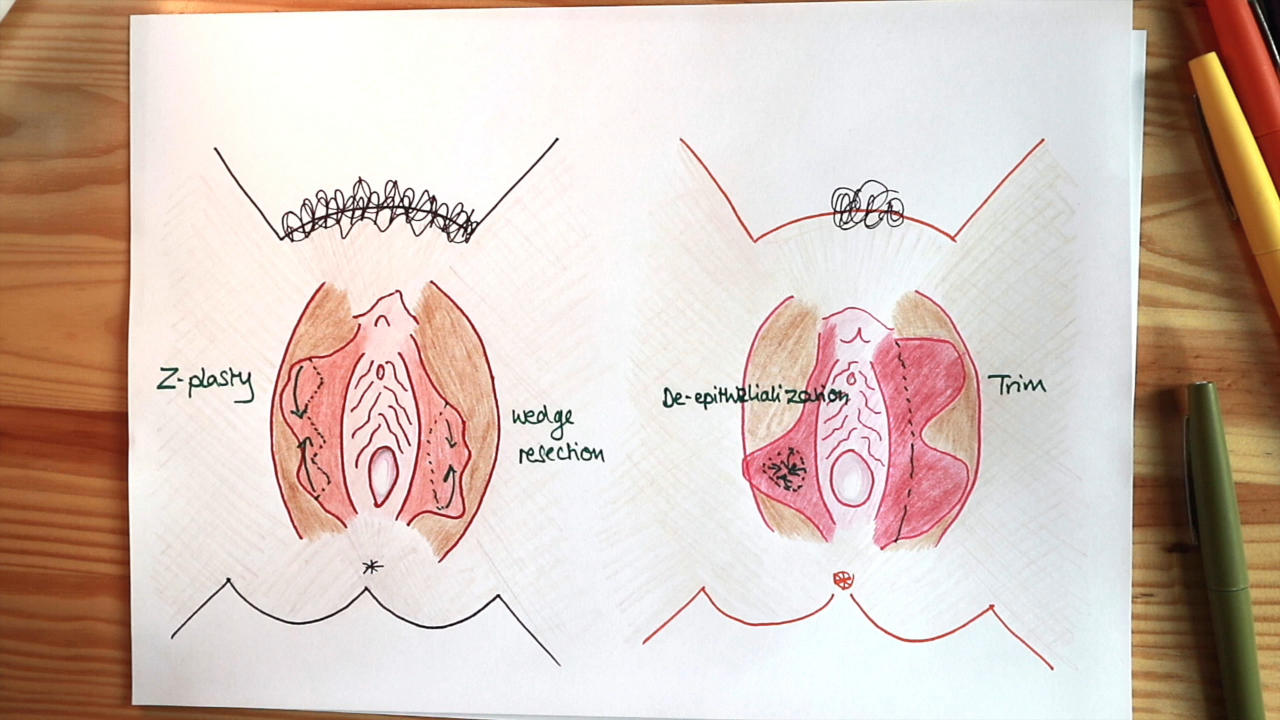 Z-plasty
wedge
resection
De-epithelialization
Trim